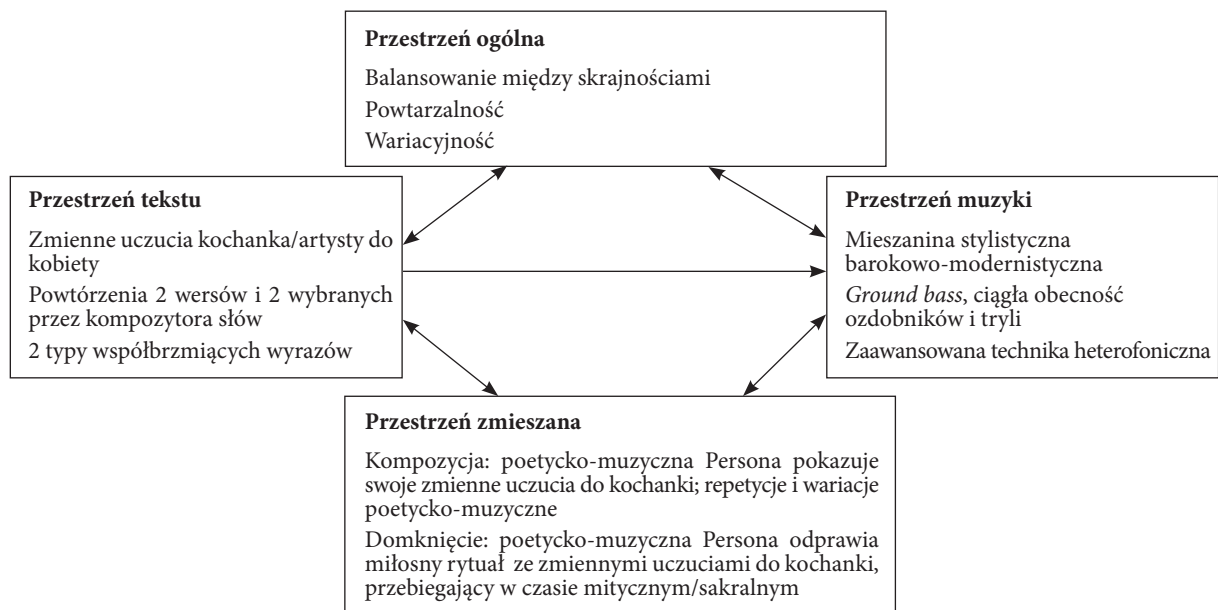 Przestrzeń ogólna
Balansowanie między skrajnościami
Powtarzalność
Wariacyjność
Przestrzeń tekstu
Zmienne uczucia kochanka/artysty do
kobiety
Powtórzenia 2 wersów i 2 wybranych
przez kompozytora słów
2 typy współbrzmiących wyrazów
Przestrzeń muzyki
Mieszanina stylistyczna
barokowo-modernistyczna
Ground bass, ciągła obecność
ozdobników i tryli
Zaawansowana technika heterofoniczna
Przestrzeń zmieszana
Kompozycja: poetycko-muzyczna Persona pokazuje
swoje zmienne uczucia do kochanki; repetycje i wariacje
poetycko-muzyczne
Domknięcie: poetycko-muzyczna Persona odprawia
miłosny rytuał ze zmiennymi uczuciami do kochanki,
przebiegający w czasie mitycznym/sakralnym